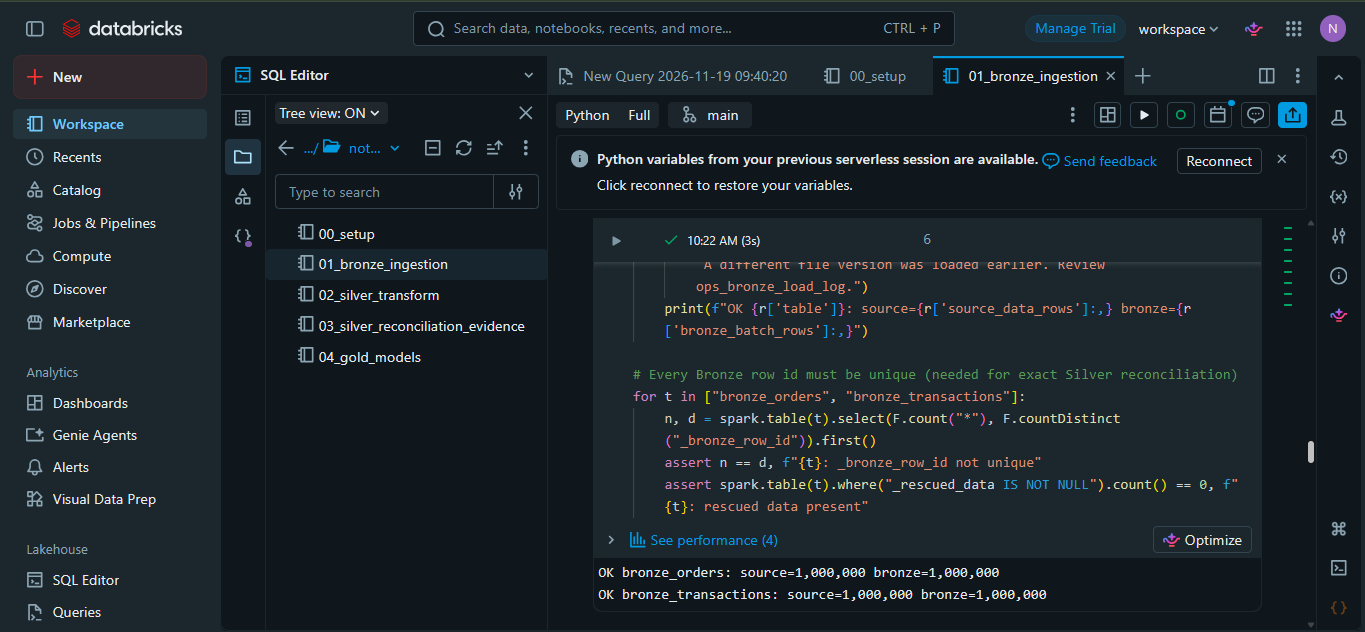 databricks
Search data, notebooks, recents, and more...
CTRL + P
Manage Trial
workspace
N
New
Workspace
Recents
Catalog
Jobs & Pipelines
Compute
Discover
Marketplace
Analytics
Dashboards
Genie Agents
Alerts
Visual Data Prep
Lakehouse
SQL Editor
Queries
SQL Editor
Tree view: ON
.../
not...
Type to search
00_setup
01_bronze_ingestion
02_silver_transform
03_silver_reconciliation_evidence
04_gold_models
New Query 2026-11-19 09:40:20
00_setup
01_bronze_ingestion
Python
Full
main
Python variables from your previous serverless session are available.
Send feedback
Click reconnect to restore your variables.
Reconnect
10:22 AM (3s)
6
A different file version was loaded earlier. Review
ops_bronze_load_log.")
print(f"OK {r['table']}: source={r['source_data_rows']:,} bronze={r
['bronze_batch_rows']:,}")
# Every Bronze row id must be unique (needed for exact Silver reconciliation)
for t in ["bronze_orders", "bronze_transactions"]:
n, d = spark.table(t).select(F.count("*"), F.countDistinct
("_bronze_row_id")).first()
assert n == d, f"{t}: _bronze_row_id not unique"
assert spark.table(t).where("_rescued_data IS NOT NULL").count() == 0, f"
{t}: rescued data present"
See performance (4)
Optimize
OK bronze_orders: source=1,000,000 bronze=1,000,000
OK bronze_transactions: source=1,000,000 bronze=1,000,000